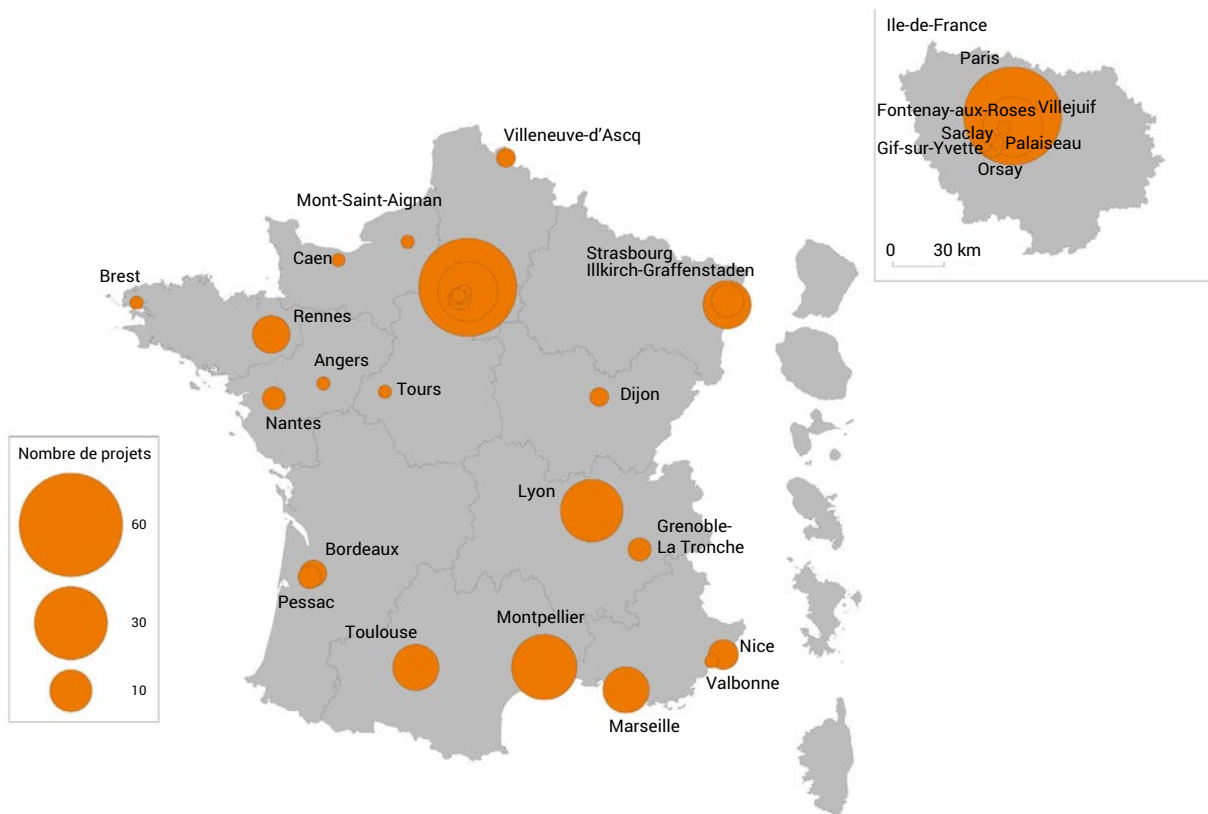 Ile-de-France
Paris
Fontenay-aux-Roses
Villejuif
Saclay
Palaiseau
Gif-sur-Yvette
Orsay
0 30 km
Villeneuve-d'Ascq
Mont-Saint-Aignan
Caen
Strasbourg
Illkirch-Graffenstaden
Brest
Rennes
Angers
Tours
Dijon
Nantes
Nombre de projets
60
30
10
Lyon
Grenoble-
La Tronche
Bordeaux
Pessac
Montpellier
Toulouse
Nice
Valbonne
Marseille